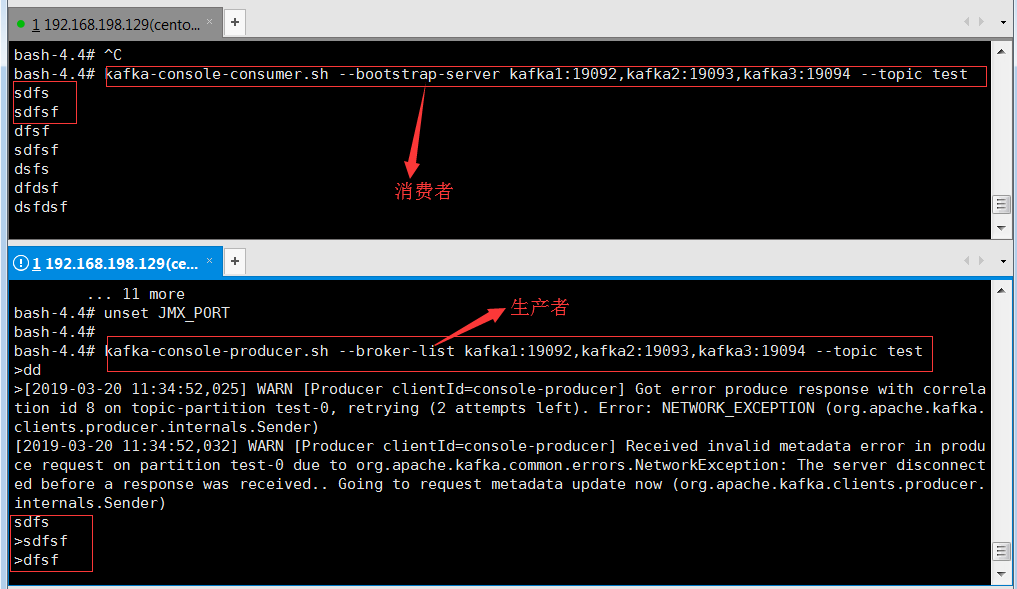 1 192.168.198.129(cento... × +
bash-4.4# ^C
bash-4.4# kafka-console-consumer.sh --bootstrap-server kafka1:19092,kafka2:19093,kafka3:19094 --topic test
sdfs
sdfsf
dfsf
sdfsf
dsfs
dfdsf
dsfdsf
消费者
1 192.168.198.129(ce... × +
... 11 more
bash-4.4# unset JMX_PORT
生产者
bash-4.4#
bash-4.4# kafka-console-producer.sh --broker-list kafka1:19092,kafka2:19093,kafka3:19094 --topic test
>dd
>[2019-03-20 11:34:52,025] WARN [Producer clientId=console-producer] Got error produce response with correla
tion id 8 on topic-partition test-0, retrying (2 attempts left). Error: NETWORK_EXCEPTION (org.apache.kafka.
clients.producer.internals.Sender)
[2019-03-20 11:34:52,032] WARN [Producer clientId=console-producer] Received invalid metadata error in produ
ce request on partition test-0 due to org.apache.kafka.common.errors.NetworkException: The server disconnect
ed before a response was received.. Going to request metadata update now (org.apache.kafka.clients.producer.
internals.Sender)
sdfs
>sdfsf
>dfsf